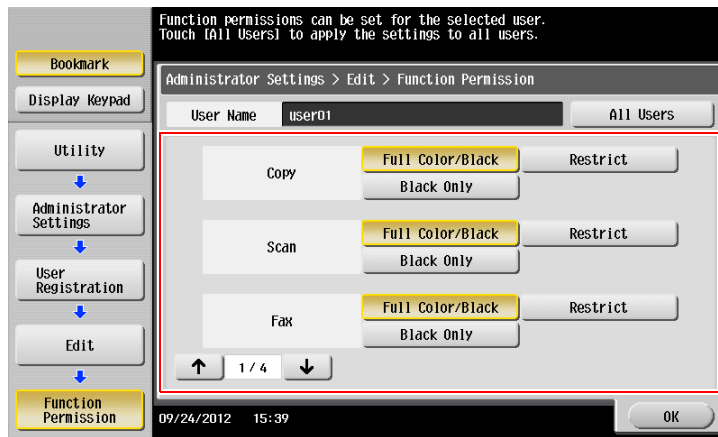 Function permissions can be set for the selected user.
Touch [All Users] to apply the settings to all users.
Bookmark
Display Keypad
Utility
Administrator
Settings
User
Registration
Edit
Function
Permission
Administrator Settings > Edit > Function Permission
User Name user01 All Users
Copy
Full Color/Black Restrict
Black Only
Scan
Full Color/Black Restrict
Black Only
Fax
Full Color/Black Restrict
Black Only
↑ 1/ 4 ↓
09/24/2012 15:39 OK